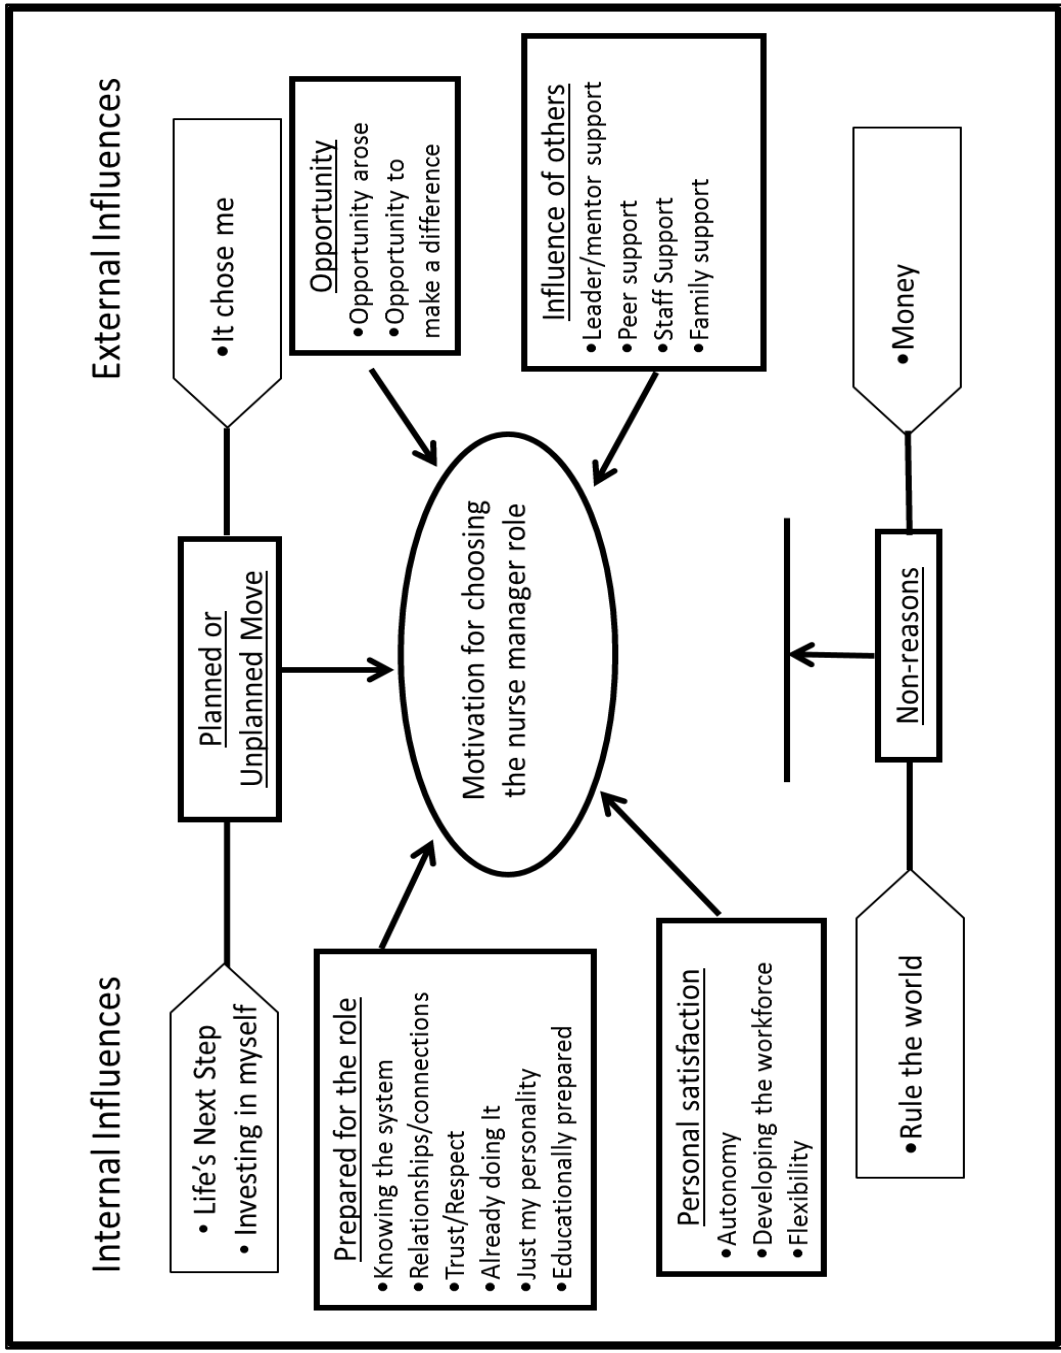 Internal Influences
External Influences
• Life's Next Step
• Investing in myself
Planned or
Unplanned Move
•It chose me
Prepared for the role
•Knowing the system
•Relationships/connections
•Trust/Respect
•Already doing It
•Just my personality
•Educationally prepared
Opportunity
•Opportunity arose
•Opportunity to
make a difference
Motivation for choosing
the nurse manager role
Influence of others
•Leader/mentor support
•Peer support
•Staff Support
•Family support
Personal satisfaction
•Autonomy
•Developing the workforce
•Flexibility
•Rule the world
Non-reasons
•Money